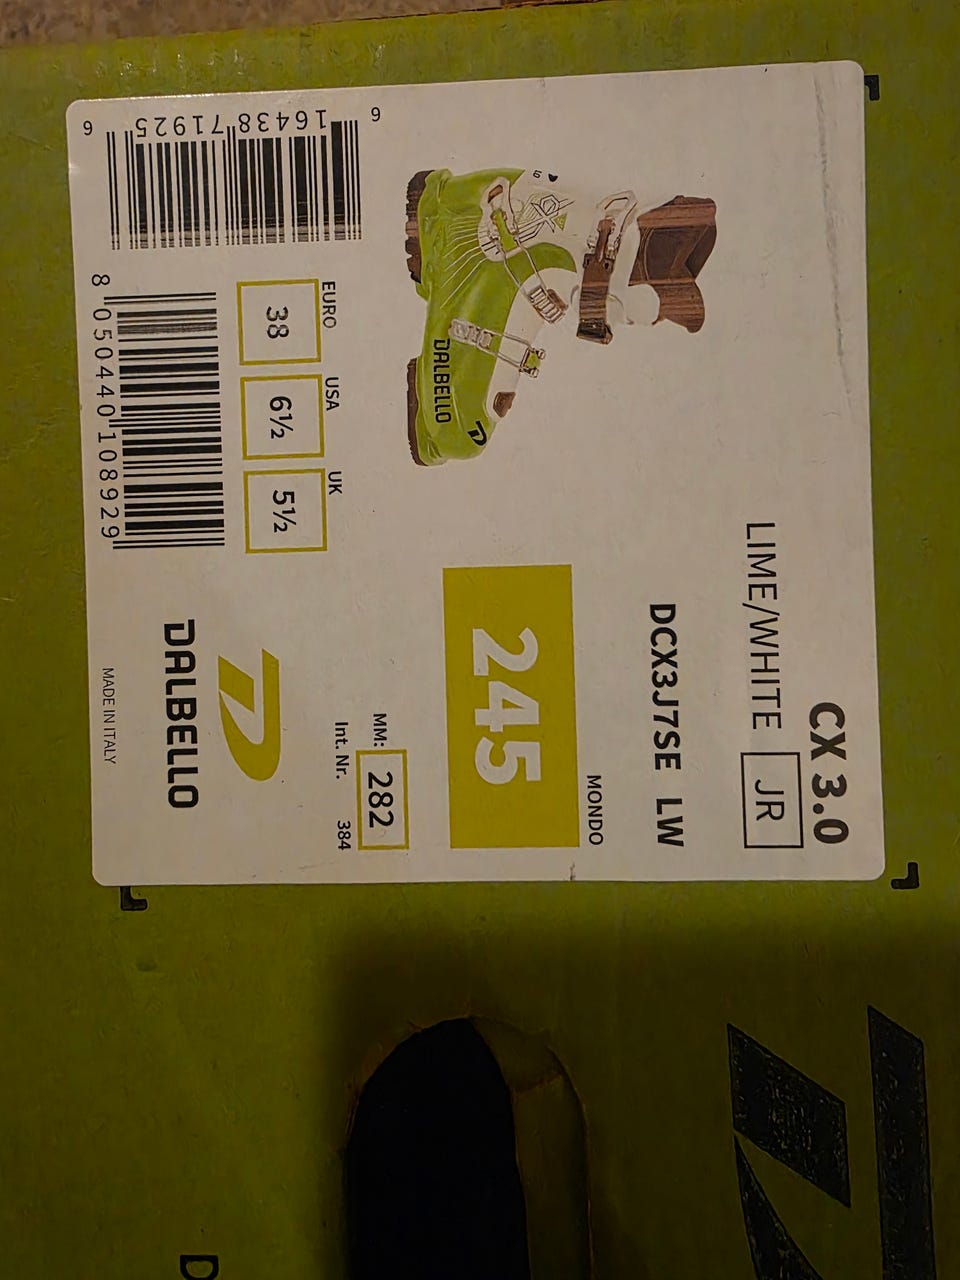 CX 3.0
LIME/WHITE JR
DCX3J7SE LW
MONDO
245
MM: 282
Int. Nr. 384
DALBELLO
EURO USA UK
38 6½ 5½
DALBELLO
MADE IN ITALY
6 16438 71925 6
8 050440 108929
D